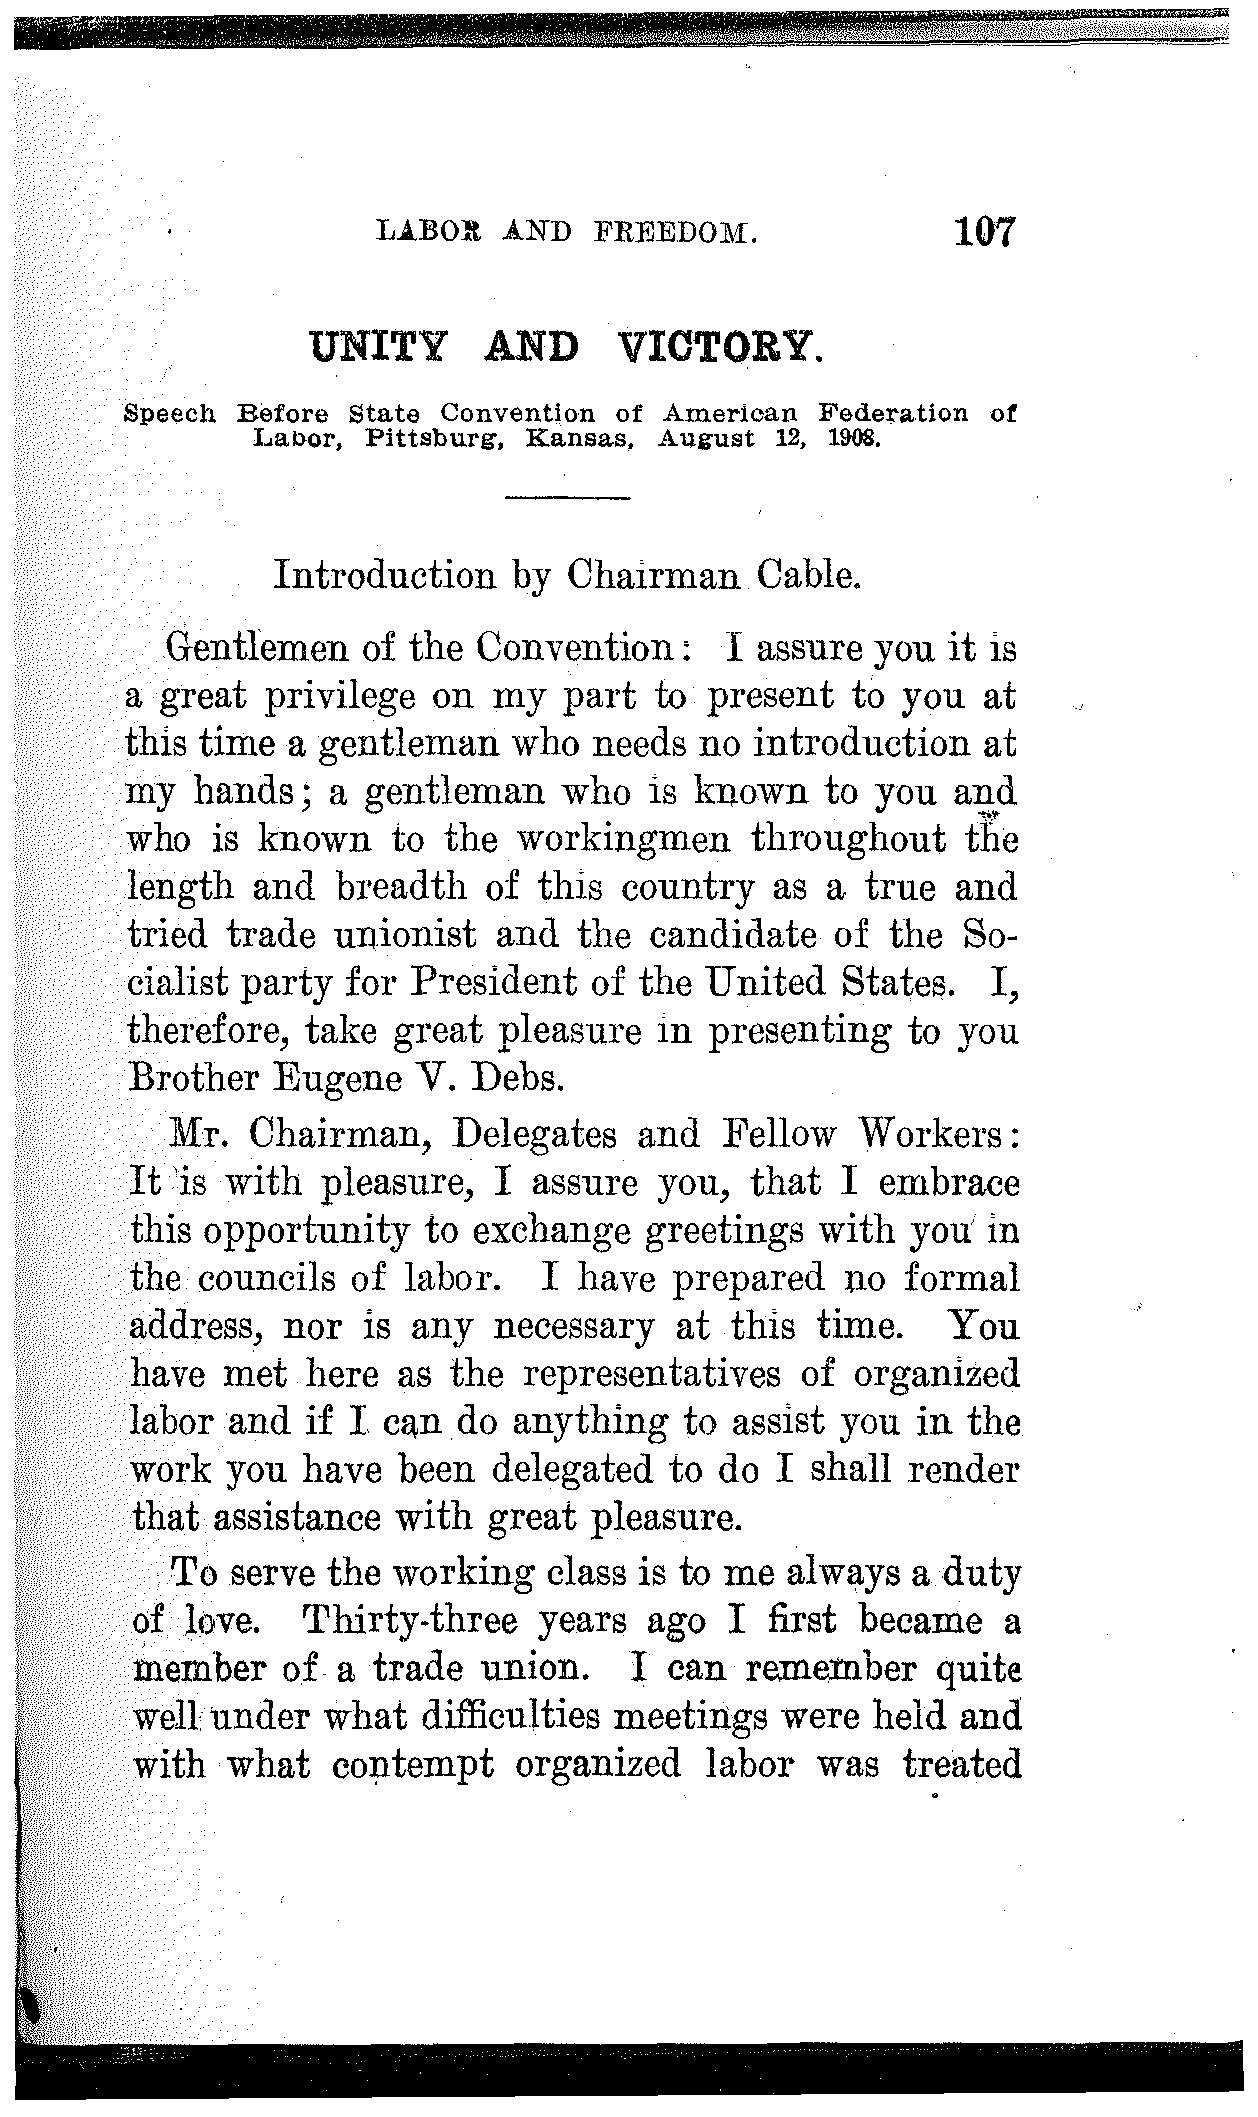 LABOR AND FREEDOM. 107
UNITY AND VICTORY.
Speech Before State Convention of American Federation of
Labor, Pittsburg, Kansas, August 12, 1908.
Introduction by Chairman Cable.
Gentlemen of the Convention: I assure you it is
a great privilege on my part to present to you at
this time a gentleman who needs no introduction at
my hands; a gentleman who is known to you and
who is known to the workingmen throughout the
length and breadth of this country as a true and
tried trade unionist and the candidate of the So-
cialist party for President of the United States. I,
therefore, take great pleasure in presenting to you
Brother Eugene V. Debs.
Mr. Chairman, Delegates and Fellow Workers:
It is with pleasure, I assure you, that I embrace
this opportunity to exchange greetings with you in
the councils of labor. I have prepared no formal
address, nor is any necessary at this time. You
have met here as the representatives of organized
labor and if I can do anything to assist you in the
work you have been delegated to do I shall render
that assistance with great pleasure.
To serve the working class is to me always a duty
of love. Thirty-three years ago I first became a
member of a trade union. I can remember quite
well under what difficulties meetings were held and
with what contempt organized labor was treated